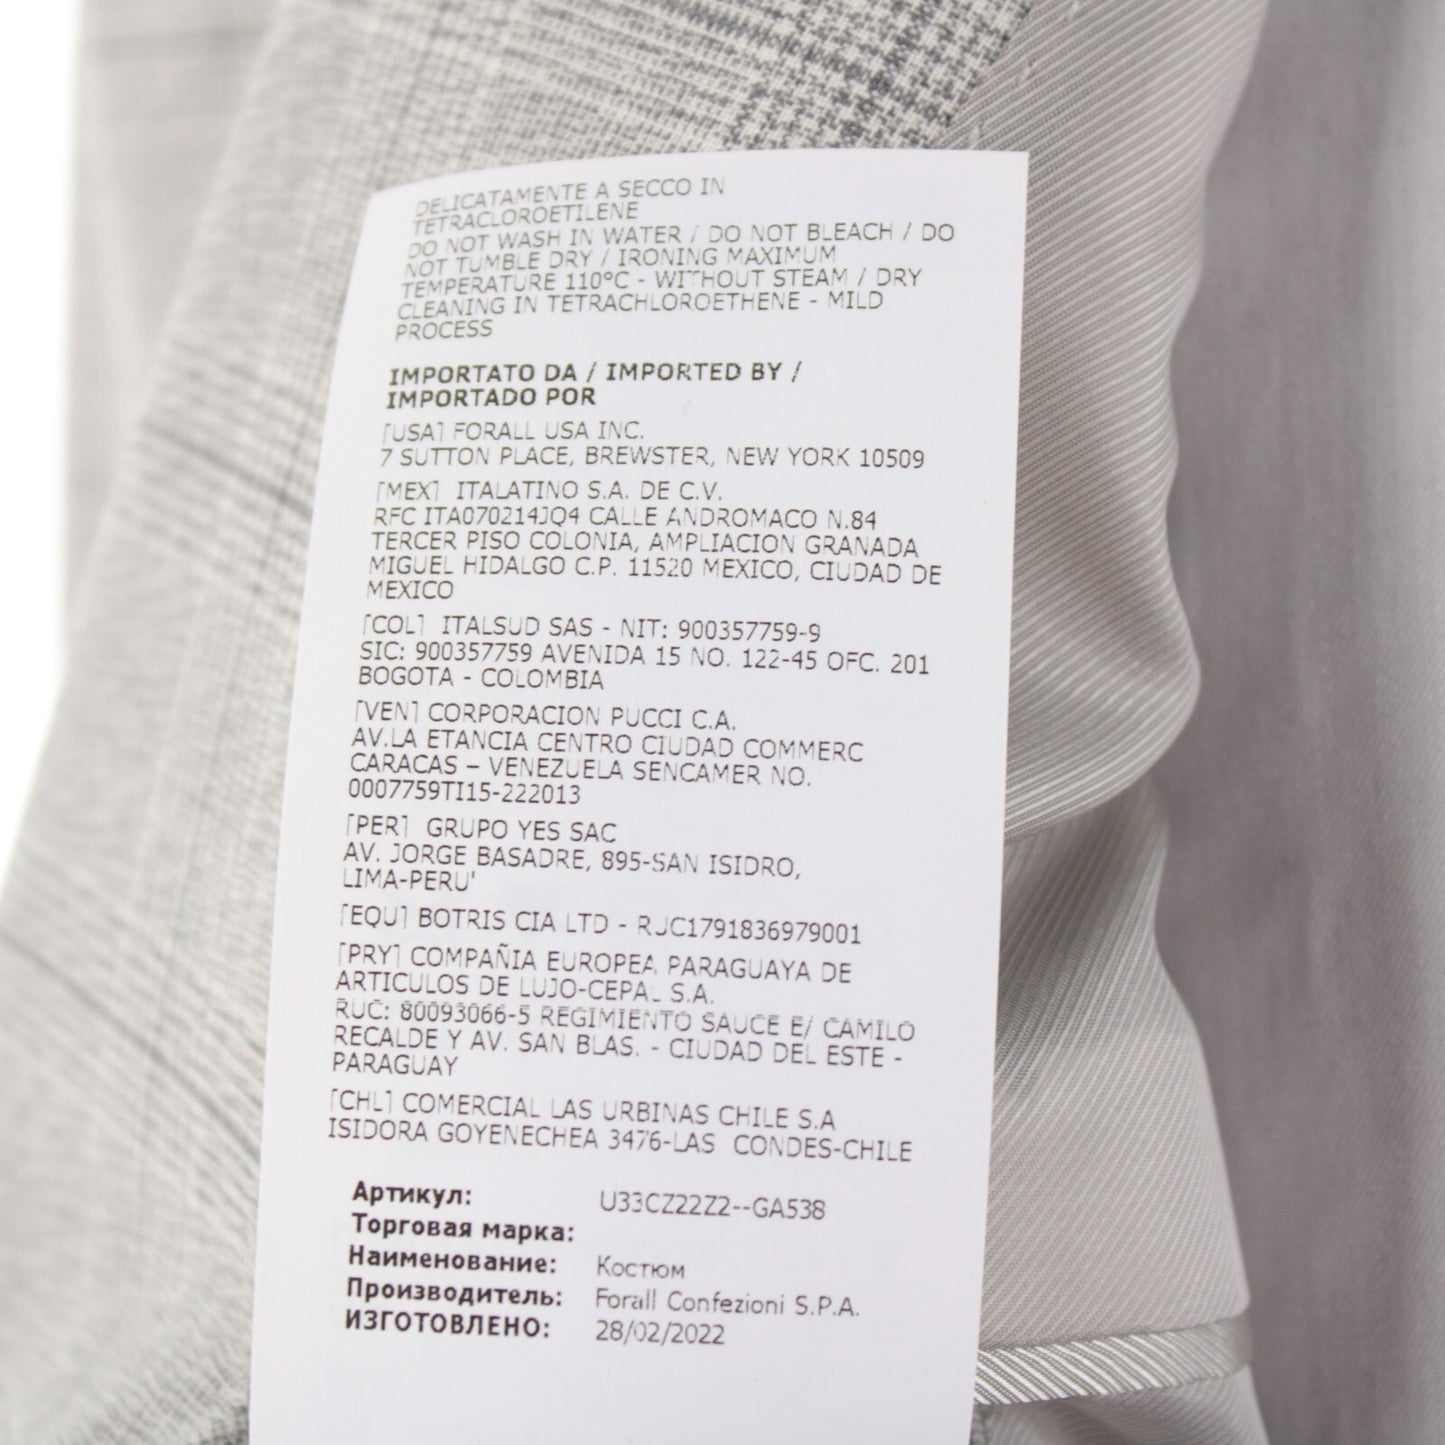 DELICATAMENTE A SECCO IN
TETRACLOROETILENE
DO NOT WASH IN WATER / DO NOT BLEACH / DO
NOT TUMBLE DRY / IRONING MAXIMUM
TEMPERATURE 110°C - WITHOUT STEAM / DRY
CLEANING IN TETRACHLOROETHENE - MILD
PROCESS
IMPORTATO DA / IMPORTED BY /
IMPORTADO POR
[USA] FORALL USA INC.
7 SUTTON PLACE, BREWSTER, NEW YORK 10509
[MEX] ITALATINO S.A. DE C.V.
RFC ITA070214JQ4 CALLE ANDROMACO N.84
TERCER PISO COLONIA, AMPLIACION GRANADA
MIGUEL HIDALGO C.P. 11520 MEXICO, CIUDAD DE
MEXICO
[COL] ITALSUD SAS - NIT: 900357759-9
SIC: 900357759 AVENIDA 15 NO. 122-45 OFC. 201
BOGOTA - COLOMBIA
[VEN] CORPORACION PUCCI C.A.
AV.LA ETANCIA CENTRO CIUDAD COMMERC
CARACAS – VENEZUELA SENCAMER NO.
0007759TI15-222013
[PER] GRUPO YES SAC
AV. JORGE BASADRE, 895-SAN ISIDRO,
LIMA-PERU'
[EQU] BOTRIS CIA LTD - RUC1791836979001
[PRY] COMPAÑIA EUROPEA PARAGUAYA DE
ARTICULOS DE LUJO-CEPAL S.A.
RUC: 80093066-5 REGIMIENTO SAUCE E/ CAMILO
RECALDE Y AV. SAN BLAS. - CIUDAD DEL ESTE -
PARAGUAY
[CHL] COMERCIAL LAS URBINAS CHILE S.A
ISIDORA GOYENECHEA 3476-LAS CONDES-CHILE
Артикул: U33CZ22Z2--GA538
Торговая марка:
Наименование: Костюм
Производитель: Forall Confezioni S.P.A.
ИЗГОТОВЛЕНО: 28/02/2022